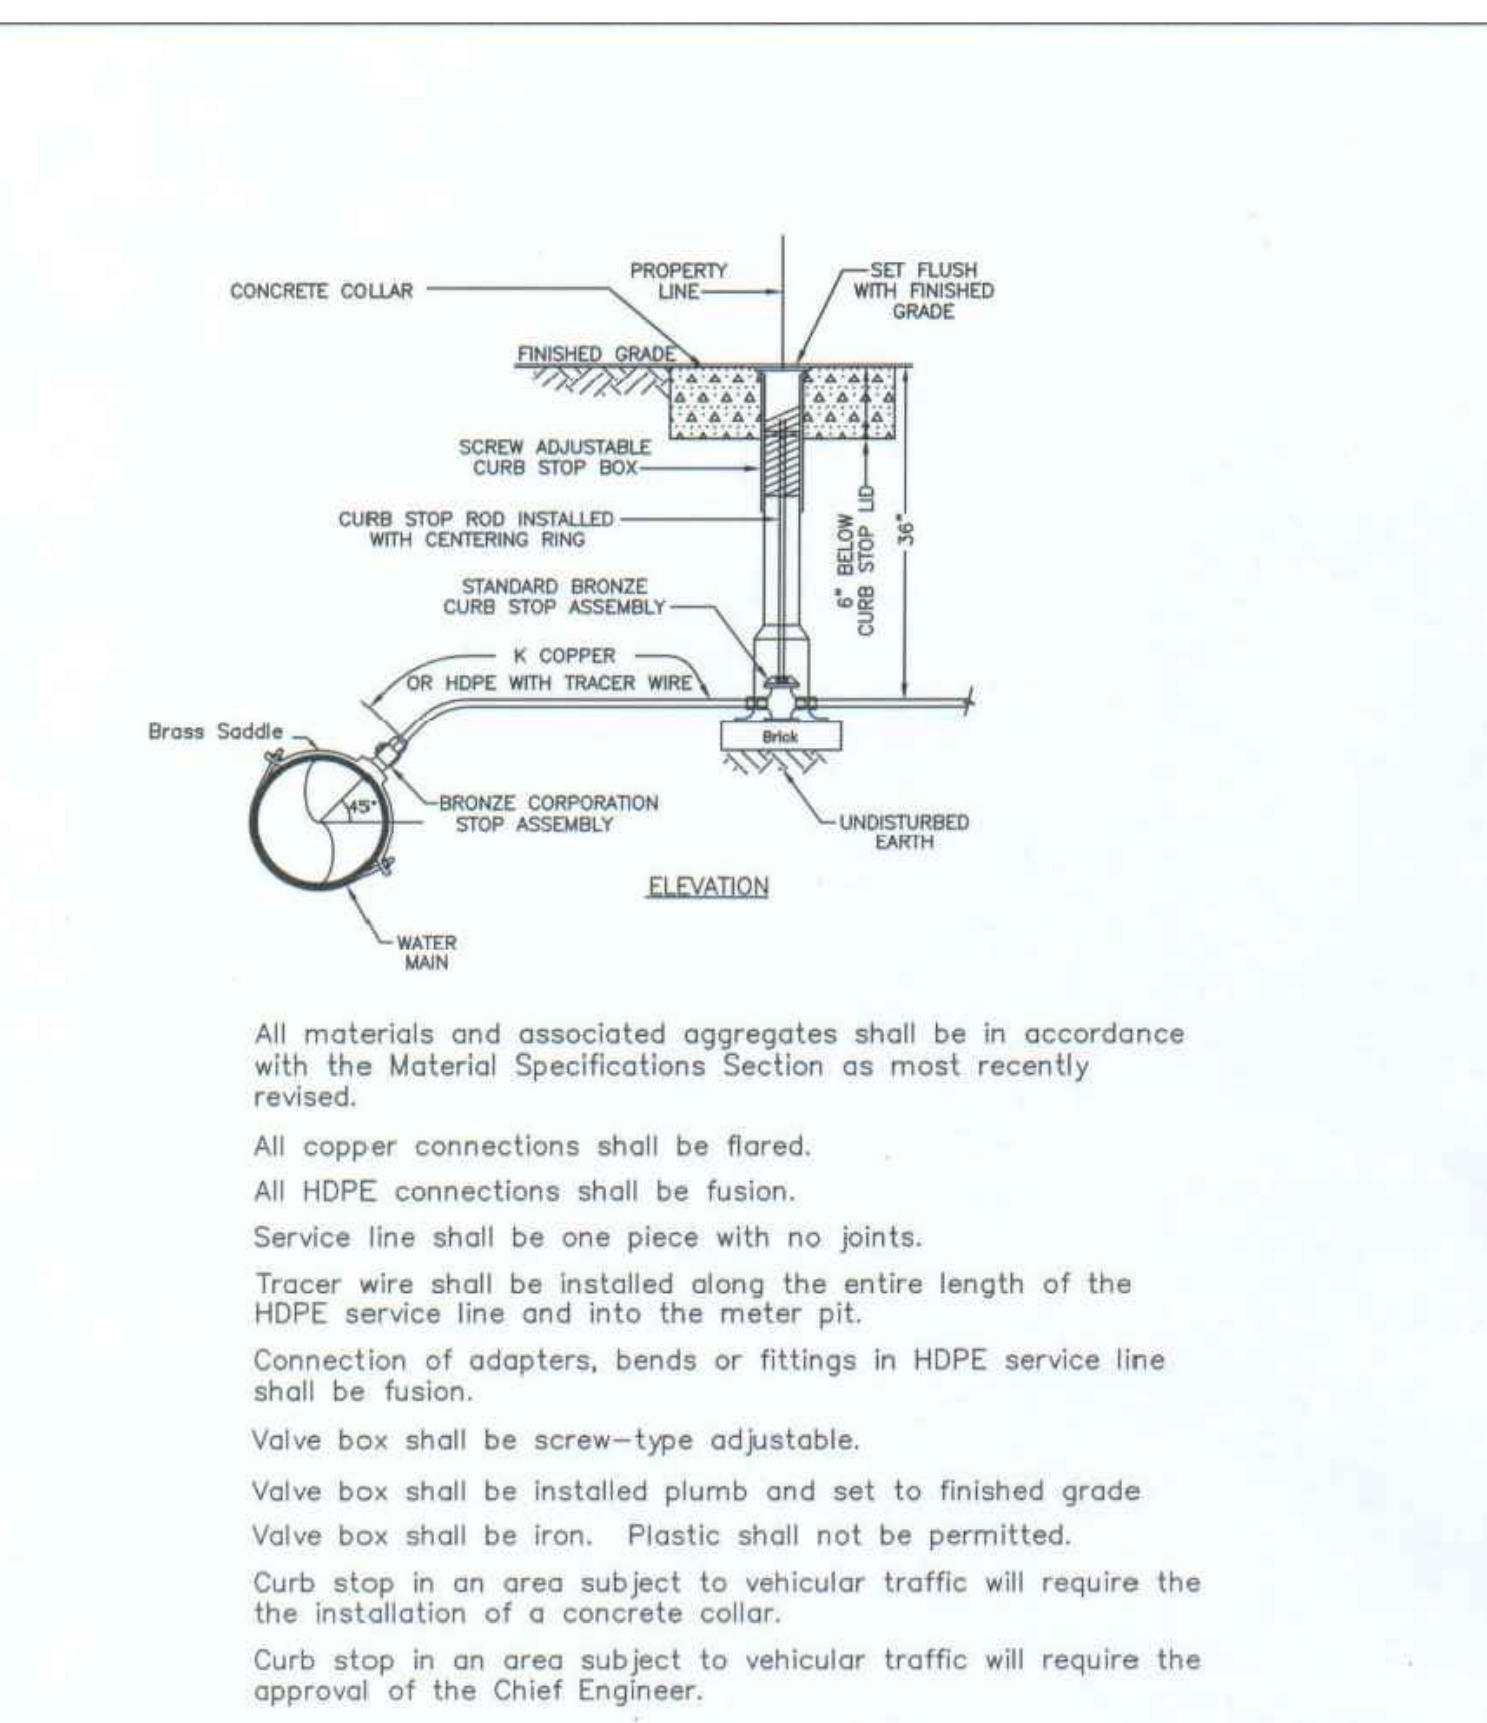 PROPERTY
LINE
SET FLUSH
WITH FINISHED
GRADE
CONCRETE COLLAR
FINISHED GRADE
SCREW ADJUSTABLE
CURB STOP BOX
CURB STOP ROD INSTALLED
WITH CENTERING RING
6" BELOW
CURB STOP LID
36"
STANDARD BRONZE
CURB STOP ASSEMBLY
K COPPER
OR HDPE WITH TRACER WIRE
Brass Saddle
Brick
45°
BRONZE CORPORATION
STOP ASSEMBLY
UNDISTURBED
EARTH
ELEVATION
WATER
MAIN
All materials and associated aggregates shall be in accordance
with the Material Specifications Section as most recently
revised.
All copper connections shall be flared.
All HDPE connections shall be fusion.
Service line shall be one piece with no joints.
Tracer wire shall be installed along the entire length of the
HDPE service line and into the meter pit.
Connection of adapters, bends or fittings in HDPE service line
shall be fusion.
Valve box shall be screw-type adjustable.
Valve box shall be installed plumb and set to finished grade
Valve box shall be iron. Plastic shall not be permitted.
Curb stop in an area subject to vehicular traffic will require the
the installation of a concrete collar.
Curb stop in an area subject to vehicular traffic will require the
approval of the Chief Engineer.